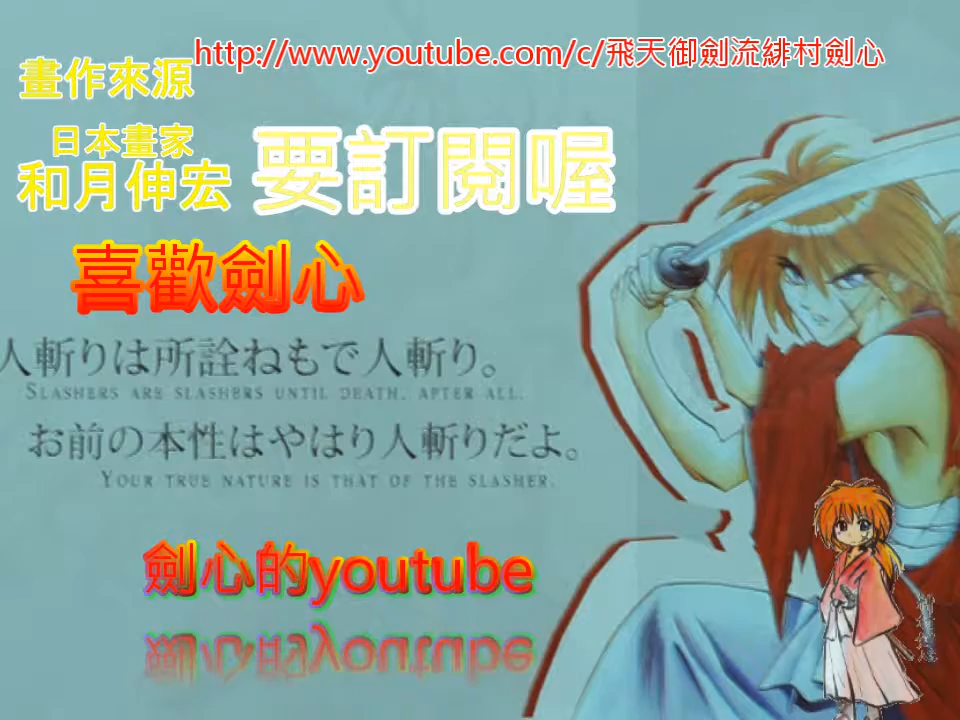 http://www.youtube.com/c/飛天御劍流緋村劍心
畫作來源
日本畫家
和月伸宏
要訂閱喔
喜歡劍心
人斬りは所詮ねもで人斬り。
SLASHERS ARE SLASHERS UNTIL DEATH, AFTER ALL.
お前の本性はやはり人斬りだよ。
YOUR TRUE NATURE IS THAT OF THE SLASHER.
劍心的youtube